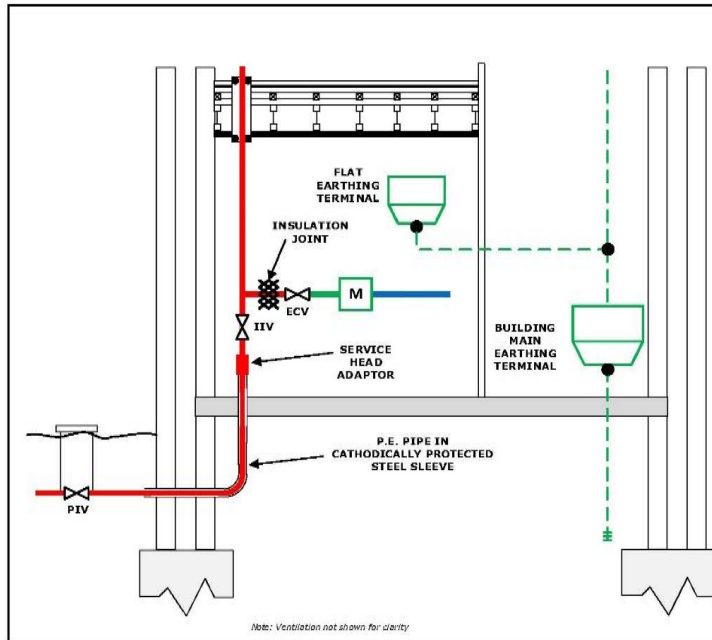 FLAT
EARTHING
TERMINAL
INSULATION
JOINT
ECV
M
IIV
BUILDING
MAIN
EARTHING
TERMINAL
SERVICE
HEAD
ADAPTOR
P.E. PIPE IN
CATHODICALLY PROTECTED
STEEL SLEEVE
PIV
Note: Ventilation not shown for clarity